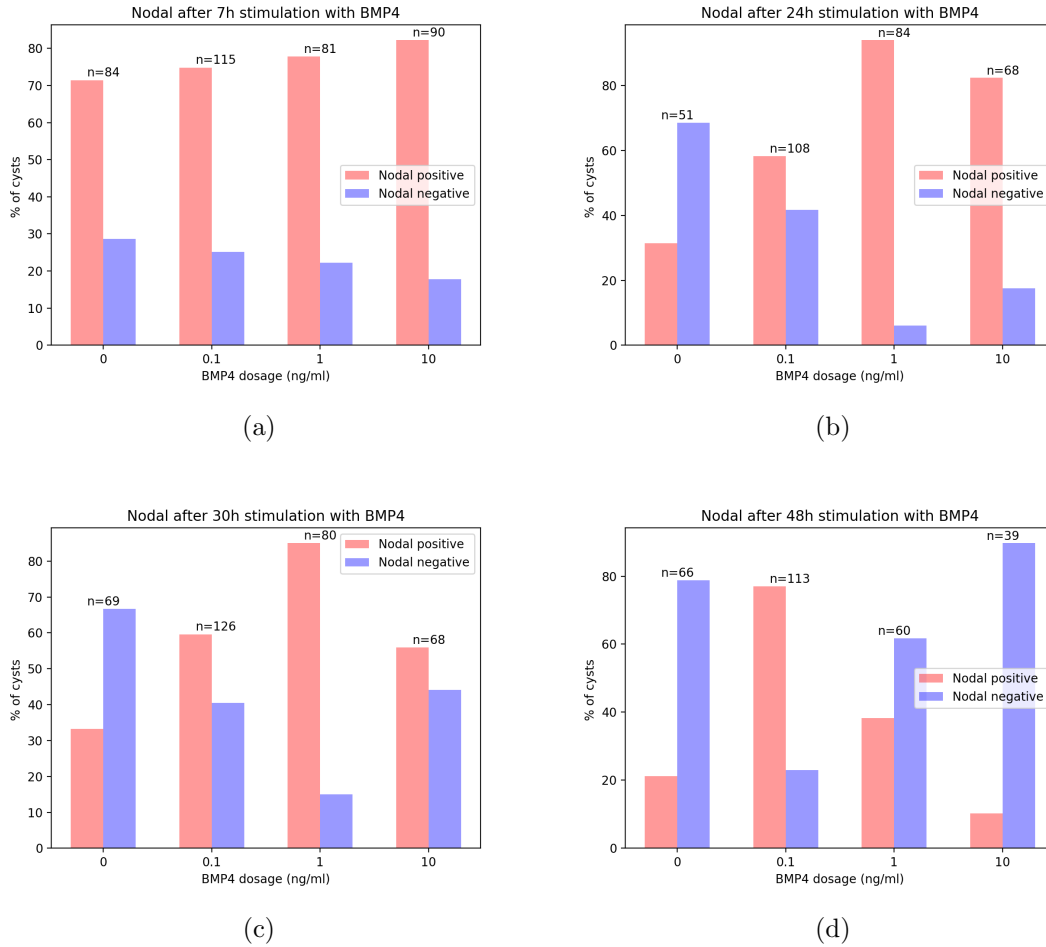 Nodal after 7h stimulation with BMP4
% of cysts
80
70
60
50
40
30
20
10
0
n=84
n=115
n=81
n=90
Nodal positive
Nodal negative
0 0.1 1 10
BMP4 dosage (ng/ml)
(a)
Nodal after 24h stimulation with BMP4
% of cysts
80
60
40
20
0
n=51
n=108
n=84
n=68
Nodal positive
Nodal negative
0 0.1 1 10
BMP4 dosage (ng/ml)
(b)
Nodal after 30h stimulation with BMP4
% of cysts
80
70
60
50
40
30
20
10
0
n=69
n=126
n=80
n=68
Nodal positive
Nodal negative
0 0.1 1 10
BMP4 dosage (ng/ml)
(c)
Nodal after 48h stimulation with BMP4
% of cysts
80
60
40
20
0
n=66
n=113
n=60
n=39
Nodal positive
Nodal negative
0 0.1 1 10
BMP4 dosage (ng/ml)
(d)